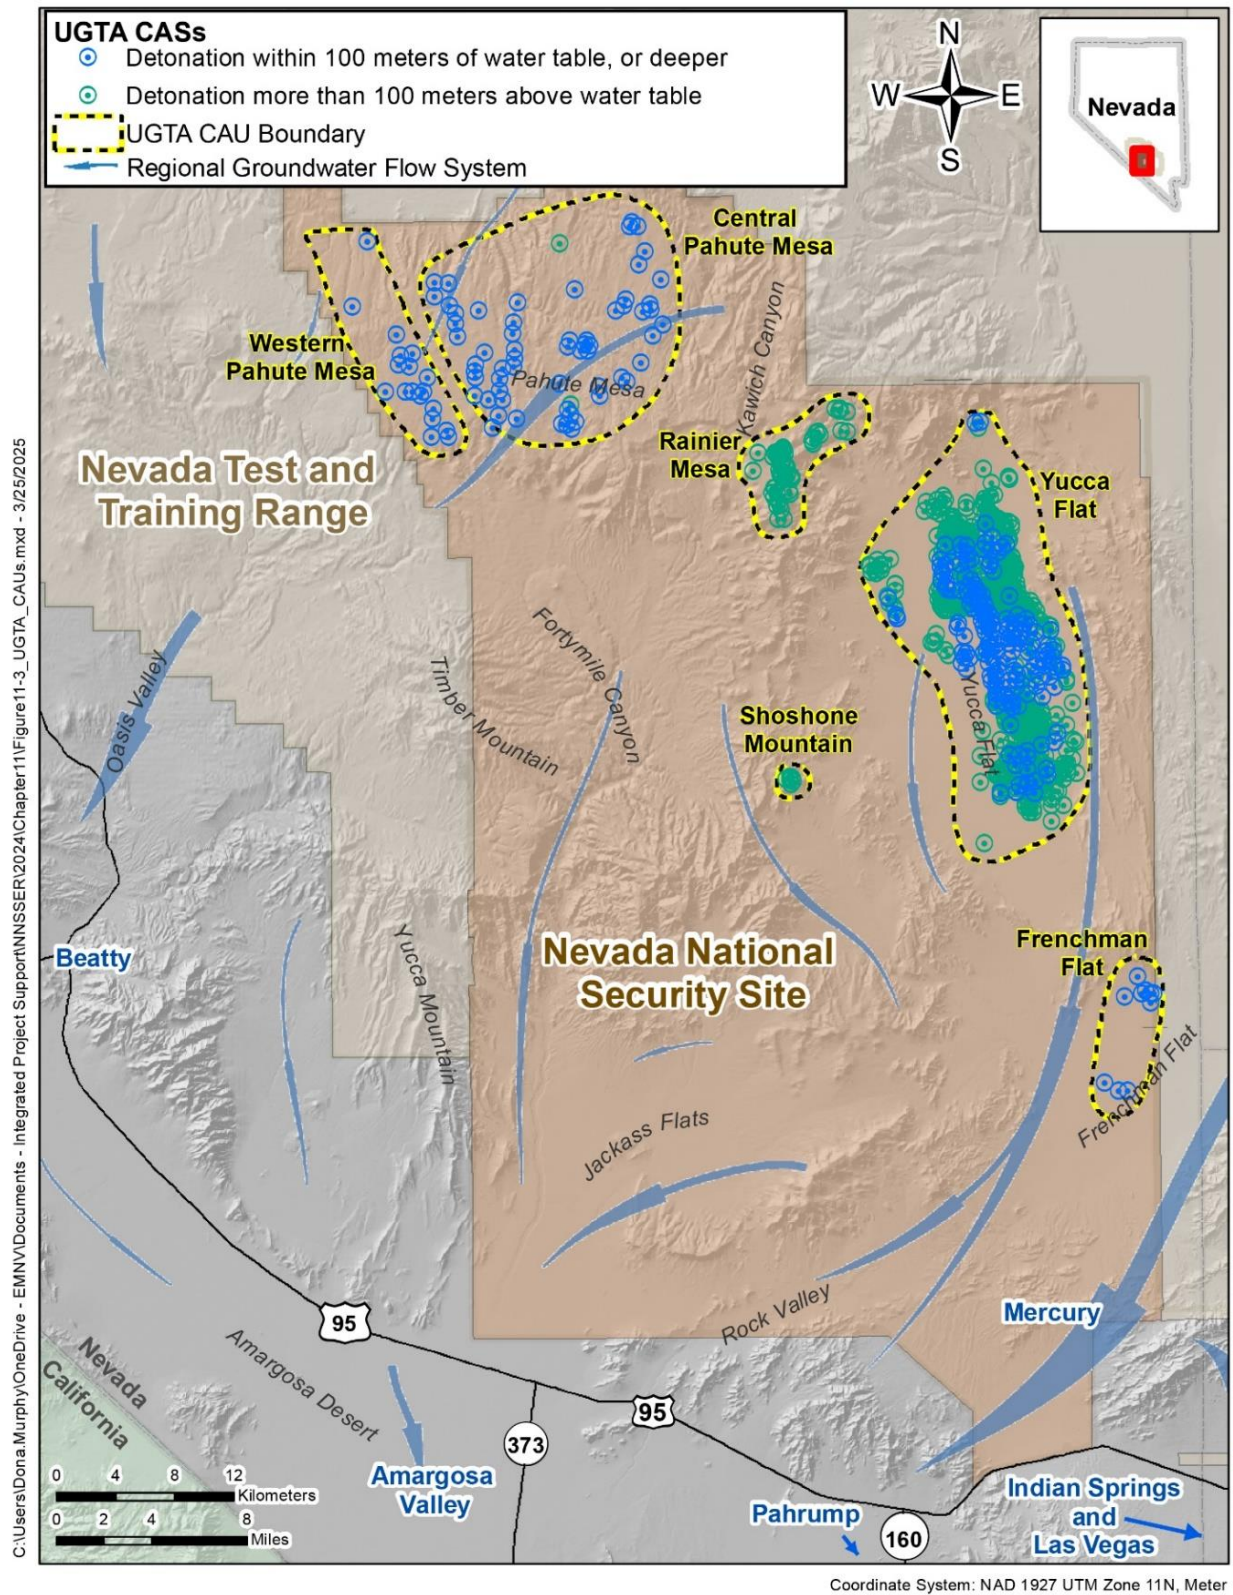 UGTA CASs
Detonation within 100 meters of water table, or deeper
Detonation more than 100 meters above water table
UGTA CAU Boundary
Regional Groundwater Flow System
N
W
E
S
Nevada
Central
Pahute Mesa
Western
Pahute Mesa
Pahute Mesa
Kawich Canyon
Rainier
Mesa
Yucca
Flat
Nevada Test and
Training Range
Oasis Valley
Timber Mountain
Fortymile Canyon
Shoshone
Mountain
Yucca Flat
Beatty
Yucca Mountain
Nevada National
Security Site
Frenchman
Flat
Frenchman Flat
Jackass Flats
Rock Valley
Mercury
95
Nevada
California
Amargosa Desert
95
373
Amargosa
Valley
Pahrump
160
Indian Springs
and
Las Vegas
0 4 8 12
Kilometers
0 2 4 8
Miles
C:\Users\Dona.Murphy\OneDrive - EMNV\Documents - Integrated Project Support\NNSSER\2024\Chapter11\Figure11-3_UGTA_CAUs.mxd - 3/25/2025
Coordinate System: NAD 1927 UTM Zone 11N, Meter